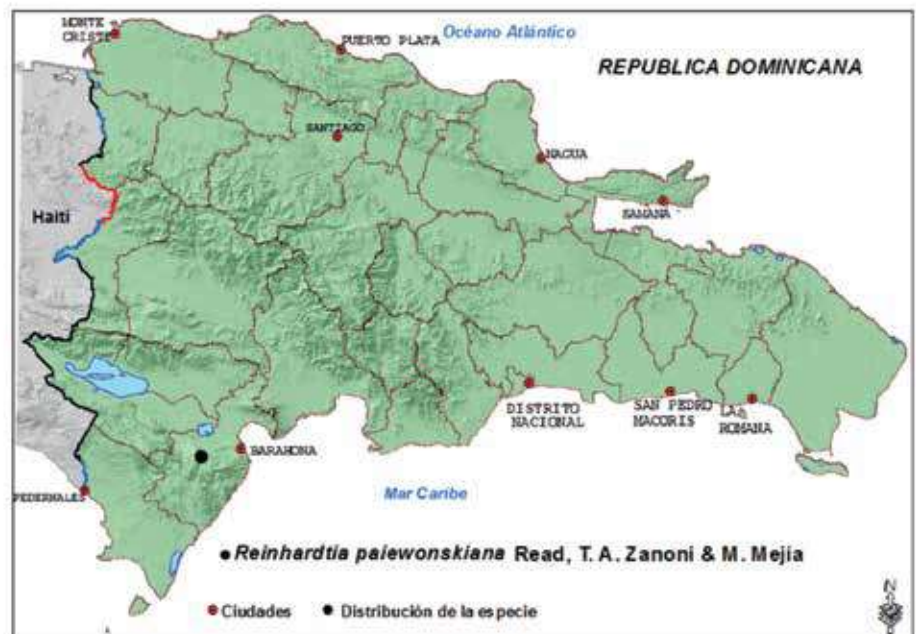 MONTE
CRISTI
PUERTO PLATA
Océano Atlántico
REPUBLICA DOMINICANA
SANTIAGO
NAGUA
SAMANA
Haiti
DISTRITO
NACIONAL
SAN PEDRO
MACORIS
LA
ROMANA
BARAHONA
PEDERNALES
Mar Caribe
Reinhardtia paiewonskiana Read, T. A. Zanoni & M. Mejia
Ciudades
Distribución de la especie
N